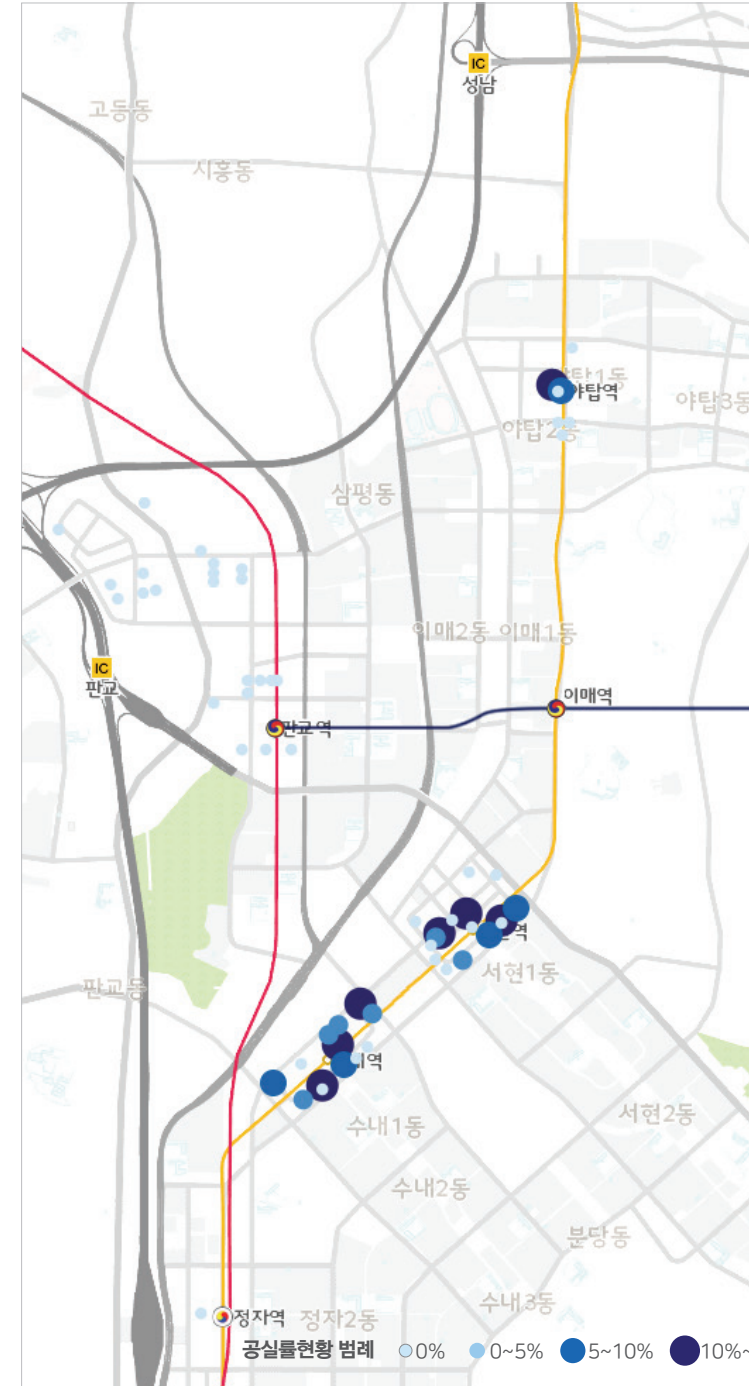 IC
성남
고등동
시흥동
탑1동
야탑역
야탑3동
야탑2동
삼평동
이매2동 이매1동
IC
판교
이매역
판교역
역
서현1동
판교동
역
수내1동
서현2동
수내2동
분당동
수내3동
정자역 정자2동
공실률현황 범례 0% 0~5% 5~10% 10%~